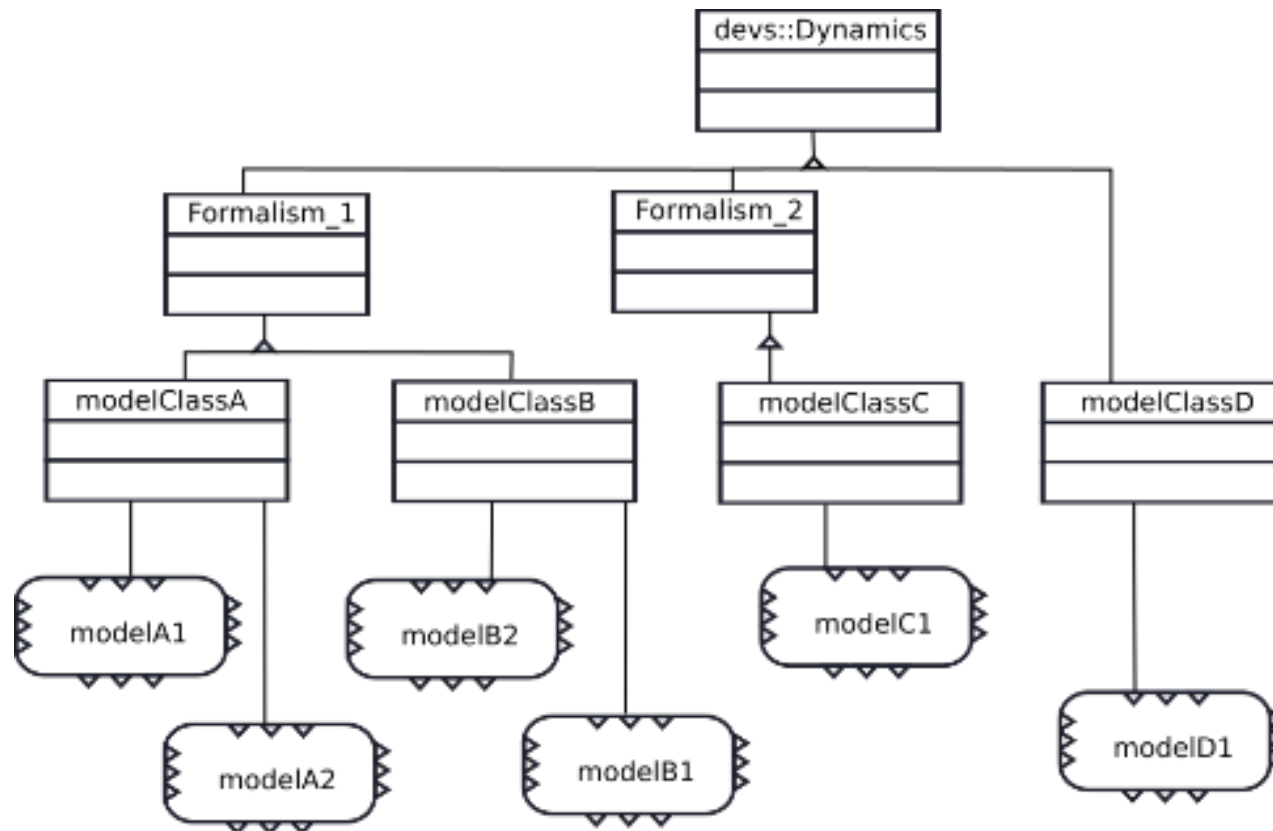 devs::Dynamics
Formalism_1
Formalism_2
modelClassA
modelClassB
modelClassC
modelClassD
modelA1
modelB2
modelC1
modelA2
modelB1
modelD1